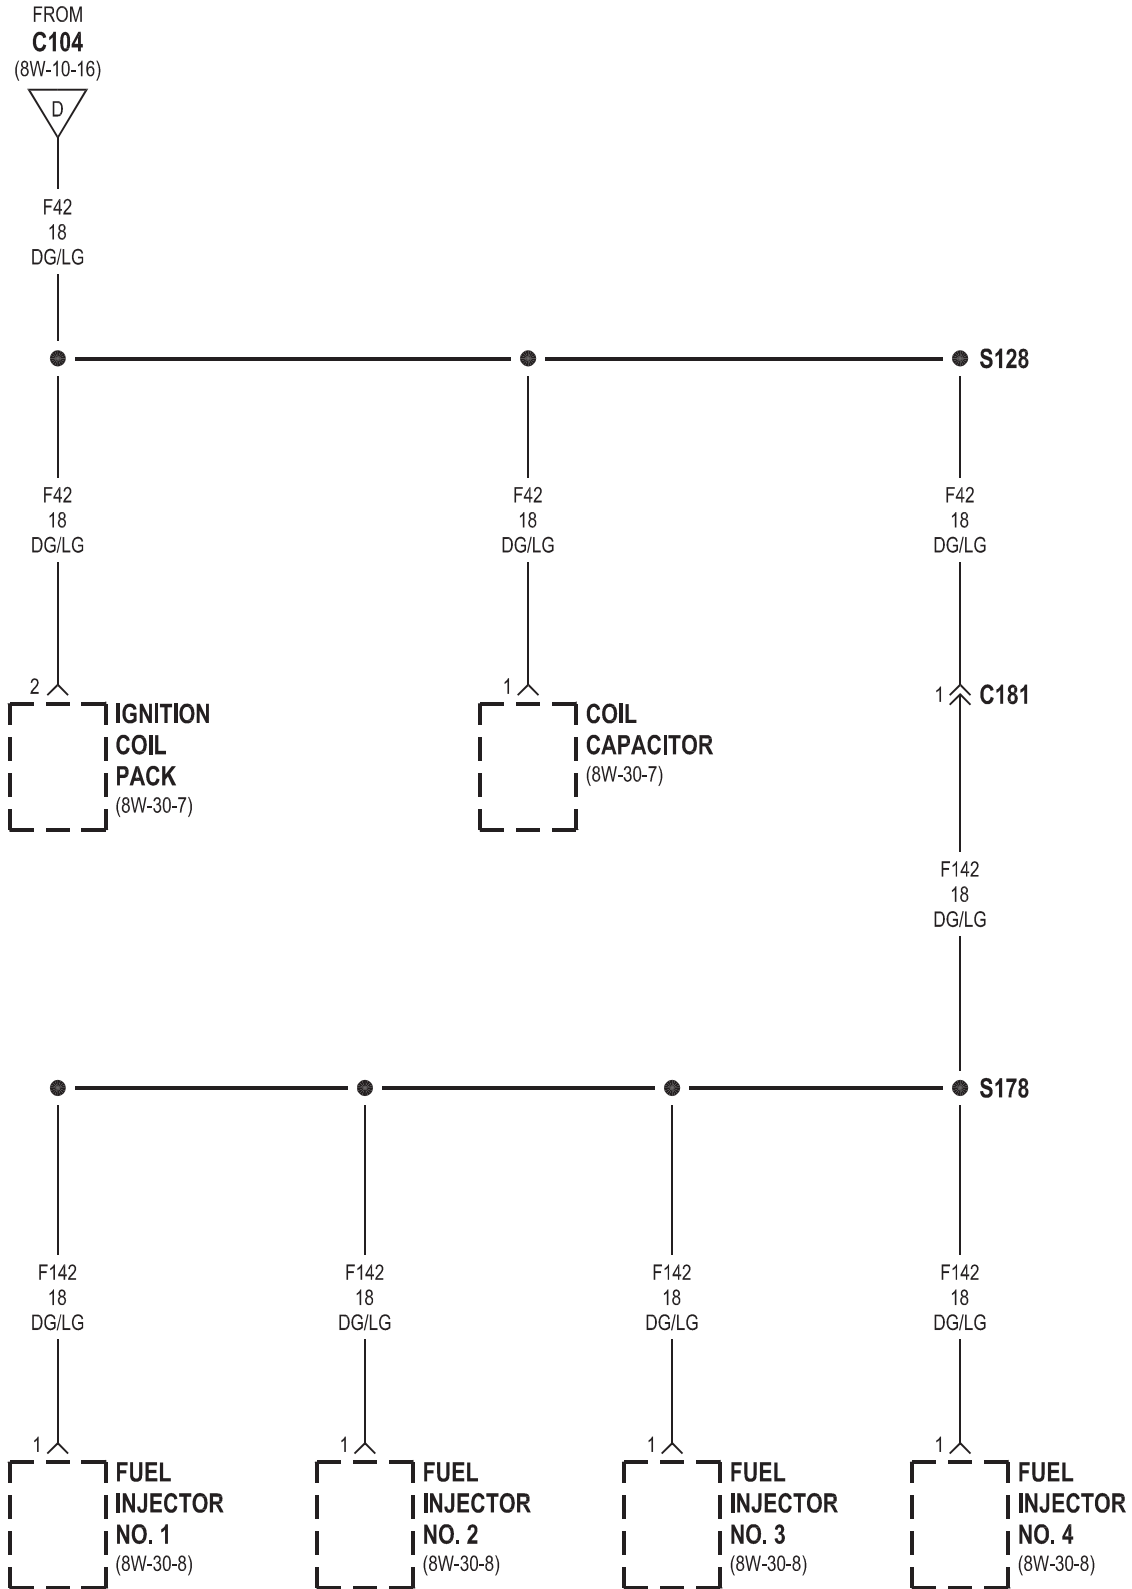 FROM
C104
(8W-10-16)
D
F42
18
DG/LG
S128
F42
18
DG/LG
F42
18
DG/LG
F42
18
DG/LG
2
IGNITION
COIL
PACK
(8W-30-7)
1
COIL
CAPACITOR
(8W-30-7)
1
C181
F142
18
DG/LG
S178
F142
18
DG/LG
F142
18
DG/LG
F142
18
DG/LG
F142
18
DG/LG
1
FUEL
INJECTOR
NO. 1
(8W-30-8)
1
FUEL
INJECTOR
NO. 2
(8W-30-8)
1
FUEL
INJECTOR
NO. 3
(8W-30-8)
1
FUEL
INJECTOR
NO. 4
(8W-30-8)